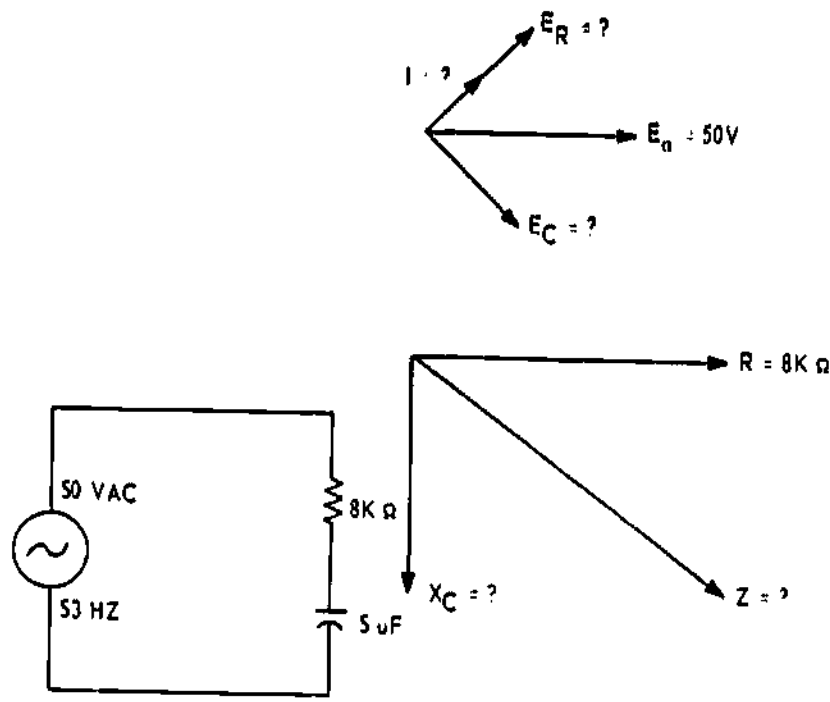 E_R = ?
I = ?
E_a = 50V
E_C = ?
R = 8K Ω
50 VAC
8K Ω
53 HZ
5 uF
X_C = ?
Z = ?